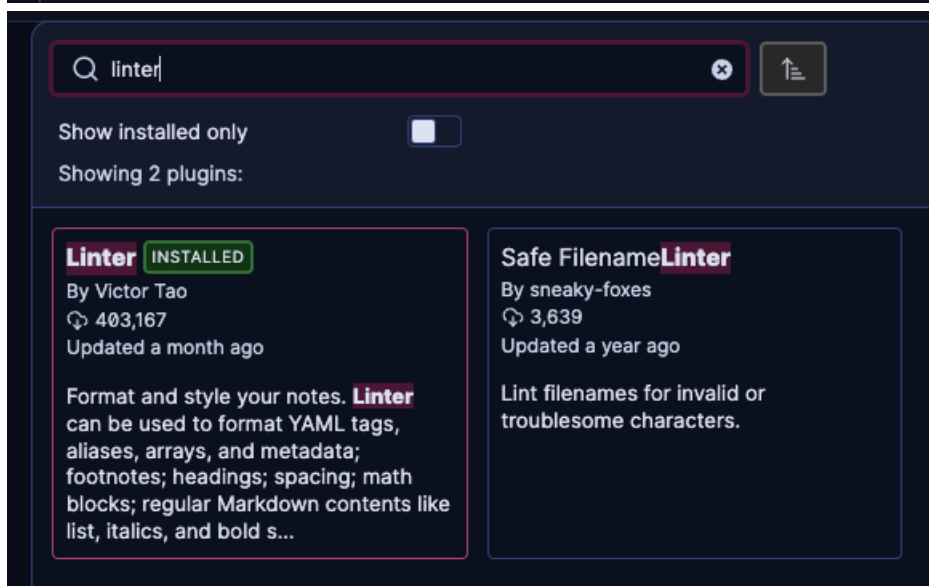 linter
Show installed only
Showing 2 plugins:
Linter INSTALLED
By Victor Tao
403,167
Updated a month ago
Format and style your notes. Linter
can be used to format YAML tags,
aliases, arrays, and metadata;
footnotes; headings; spacing; math
blocks; regular Markdown contents like
list, italics, and bold s...
Safe FilenameLinter
By sneaky-foxes
3,639
Updated a year ago
Lint filenames for invalid or
troublesome characters.